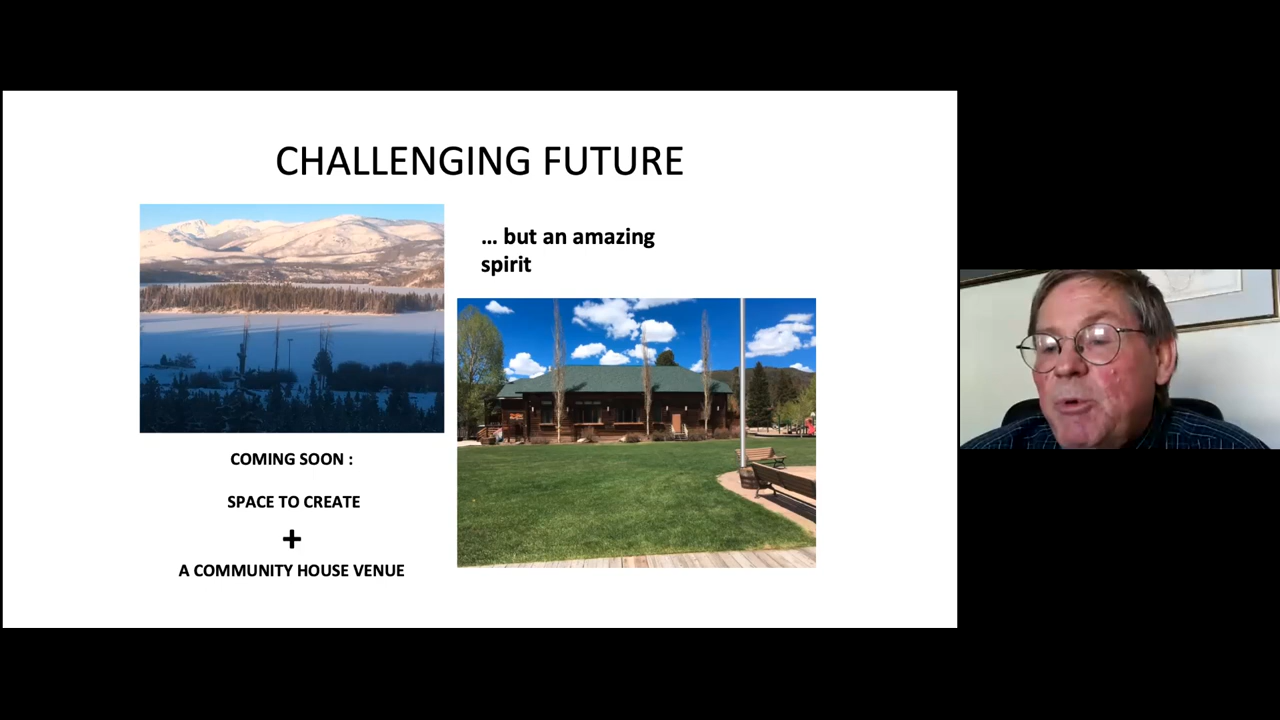 CHALLENGING FUTURE
... but an amazing
spirit
COMING SOON :
SPACE TO CREATE
+
A COMMUNITY HOUSE VENUE